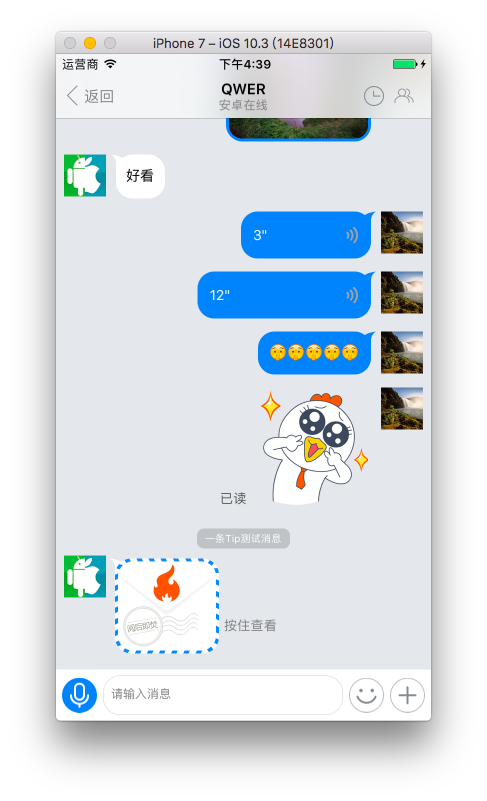 iPhone 7 – iOS 10.3 (14E8301)
运营商 下午4:39
返回 QWER
安卓在线
好看
3"
12"
已读
一条Tip测试消息
阅后即焚
按住查看
请输入消息